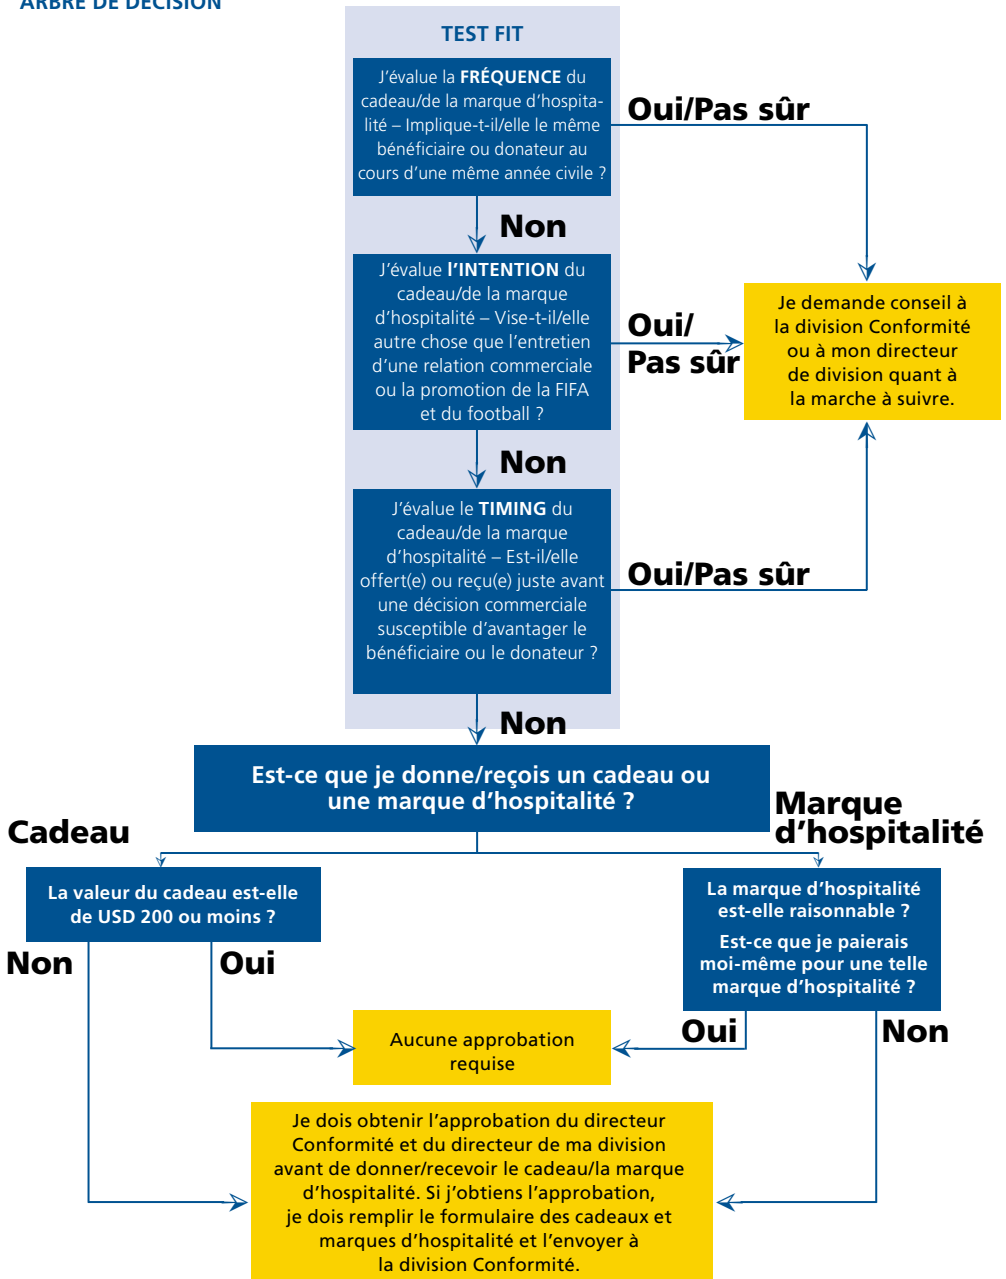 ARBRE DE DÉCISION
TEST FIT
J'évalue la FRÉQUENCE du
cadeau/de la marque d'hospita-
lité – Implique-t-il/elle le même
bénéficiaire ou donateur au
cours d'une même année civile ?
Oui/Pas sûr
Non
J'évalue l'INTENTION du
cadeau/de la marque
d'hospitalité – Vise-t-il/elle
autre chose que l'entretien
d'une relation commerciale
ou la promotion de la FIFA
et du football ?
Oui/
Pas sûr
Je demande conseil à
la division Conformité
ou à mon directeur
de division quant à
la marche à suivre.
Non
J'évalue le TIMING du
cadeau/de la marque
d'hospitalité – Est-il/elle
offert(e) ou reçu(e) juste avant
une décision commerciale
susceptible d'avantager le
bénéficiaire ou le donateur ?
Oui/Pas sûr
Non
Est-ce que je donne/reçois un cadeau ou
une marque d'hospitalité ?
Cadeau
Marque
d'hospitalité
La valeur du cadeau est-elle
de USD 200 ou moins ?
La marque d'hospitalité
est-elle raisonnable ?
Est-ce que je paierais
moi-même pour une telle
marque d'hospitalité ?
Non
Oui
Oui
Non
Aucune approbation
requise
Je dois obtenir l'approbation du directeur
Conformité et du directeur de ma division
avant de donner/recevoir le cadeau/la marque
d'hospitalité. Si j'obtiens l'approbation,
je dois remplir le formulaire des cadeaux et
marques d'hospitalité et l'envoyer à
la division Conformité.